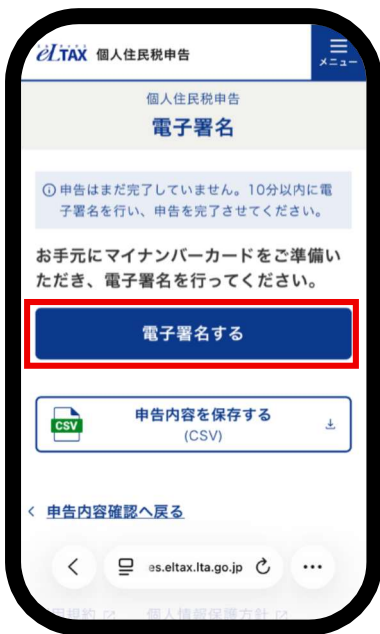 eLTAX 個人住民税申告
メニュー
個人住民税申告
電子署名
申告はまだ完了していません。10分以内に電
子署名を行い、申告を完了させてください。
お手元にマイナンバーカードをご準備い
ただき、電子署名を行ってください。
電子署名する
CSV
申告内容を保存する
(CSV)
申告内容確認へ戻る
es.eltax.lta.go.jp
用規約 個人情報保護方針